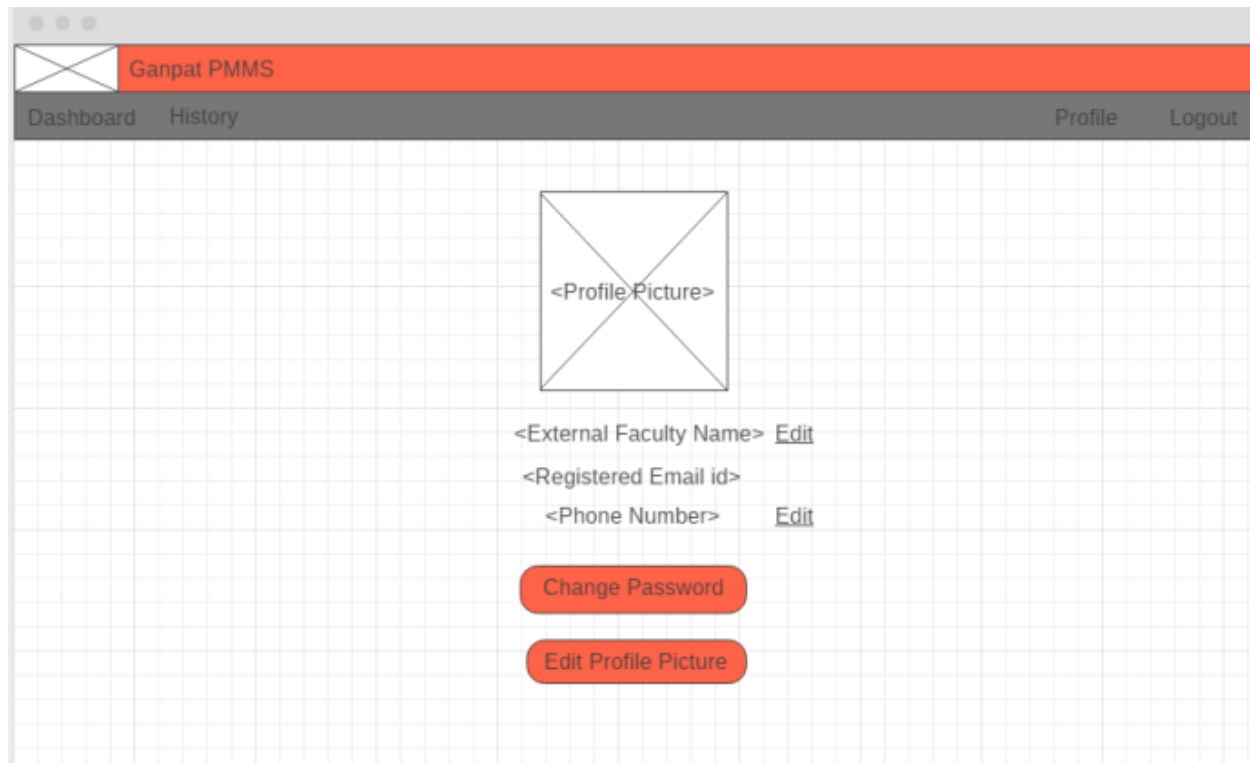 Ganpat PMMS
Dashboard History Profile Logout
<Profile Picture>
<External Faculty Name> Edit
<Registered Email id>
<Phone Number> Edit
Change Password
Edit Profile Picture